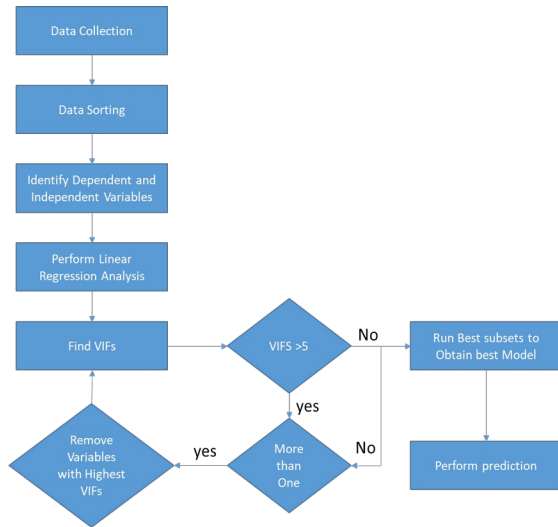 Data Collection
Data Sorting
Identify Dependent and
Independent Variables
Perform Linear
Regression Analysis
Find VIFs
VIFS >5
No
Run Best subsets to
Obtain best Model
yes
Remove
Variables
with Highest
VIFs
yes
More
than
One
No
Perform prediction